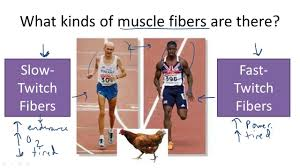 What kinds of muscle fibers are there?
Slow-
Twitch
Fibers
↑ endurance
↑ O₂
↓ tired
Fast-
Twitch
Fibers
↑ Power
↑ tired